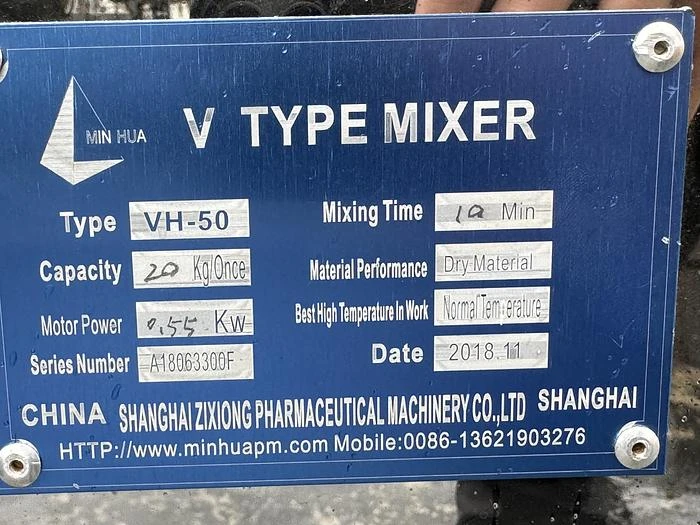 MIN HUA
V TYPE MIXER
Type VH-50
Mixing Time 10 Min
Capacity 20 Kg/Once
Material Performance Dry Material
Motor Power 0.55 Kw
Best High Temperature In Work Normal Temperature
Series Number A18063300F
Date 2018.11
CHINA SHANGHAI ZIXIONG PHARMACEUTICAL MACHINERY CO.,LTD SHANGHAI
HTTP://www.minhuapm.com Mobile:0086-13621903276